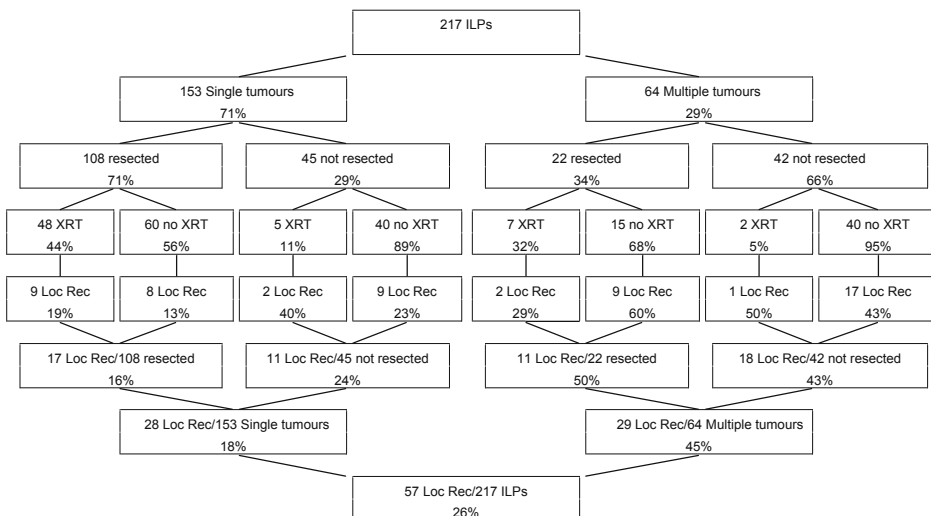 217 ILPs
153 Single tumours
71%
64 Multiple tumours
29%
108 resected
71%
45 not resected
29%
22 resected
34%
42 not resected
66%
48 XRT
44%
60 no XRT
56%
5 XRT
11%
40 no XRT
89%
7 XRT
32%
15 no XRT
68%
2 XRT
5%
40 no XRT
95%
9 Loc Rec
19%
8 Loc Rec
13%
2 Loc Rec
40%
9 Loc Rec
23%
2 Loc Rec
29%
9 Loc Rec
60%
1 Loc Rec
50%
17 Loc Rec
43%
17 Loc Rec/108 resected
16%
11 Loc Rec/45 not resected
24%
11 Loc Rec/22 resected
50%
18 Loc Rec/42 not resected
43%
28 Loc Rec/153 Single tumours
18%
29 Loc Rec/64 Multiple tumours
45%
57 Loc Rec/217 ILPs
26%